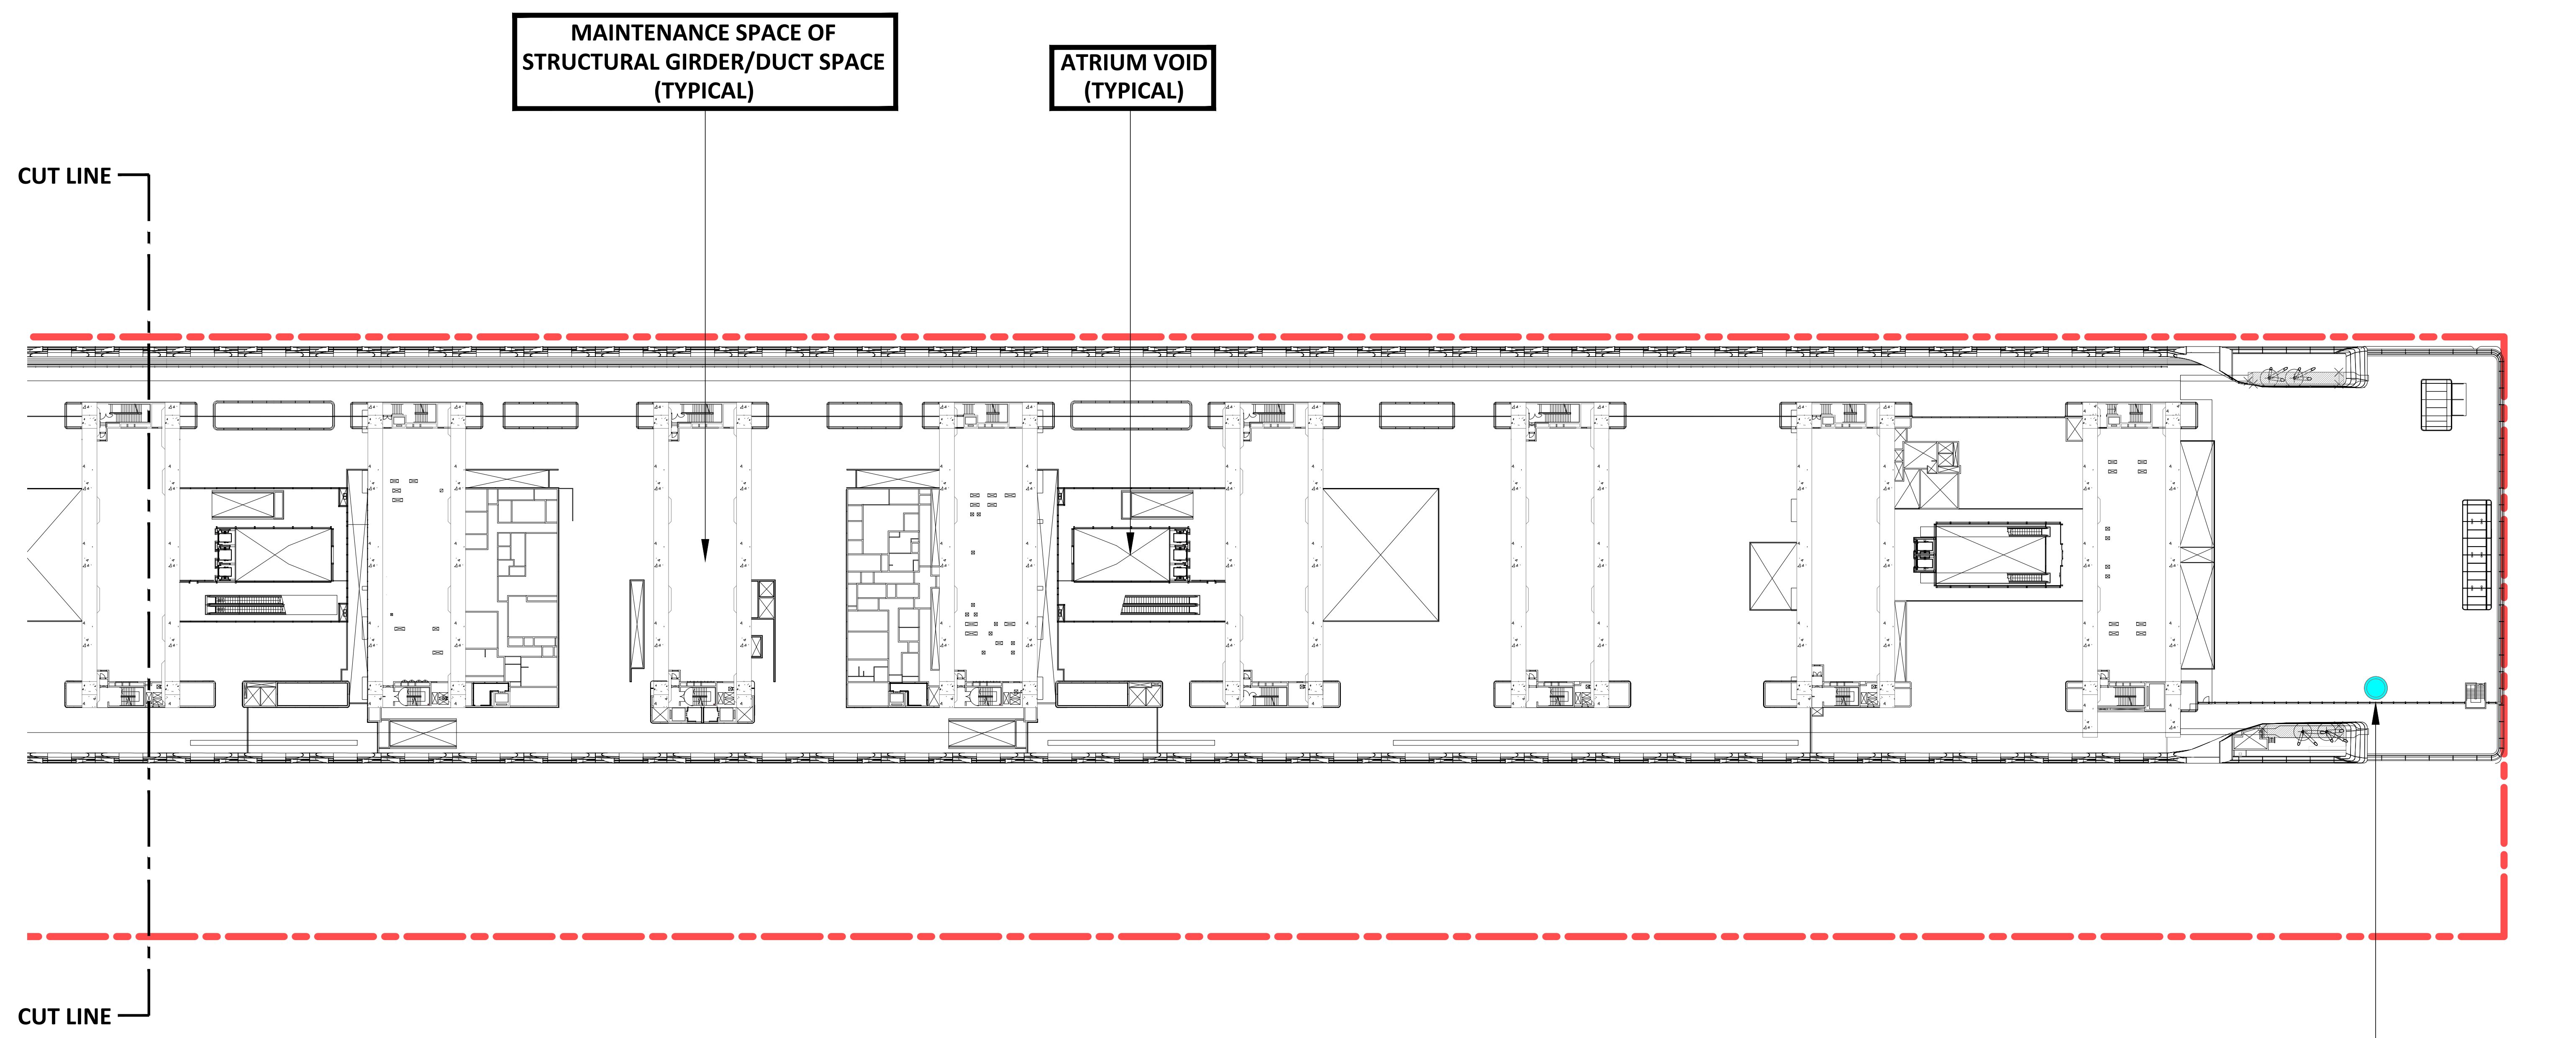 MAINTENANCE SPACE OF
STRUCTURAL GIRDER/DUCT SPACE
(TYPICAL)
ATRIUM VOID
(TYPICAL)
CUT LINE
CUT LINE